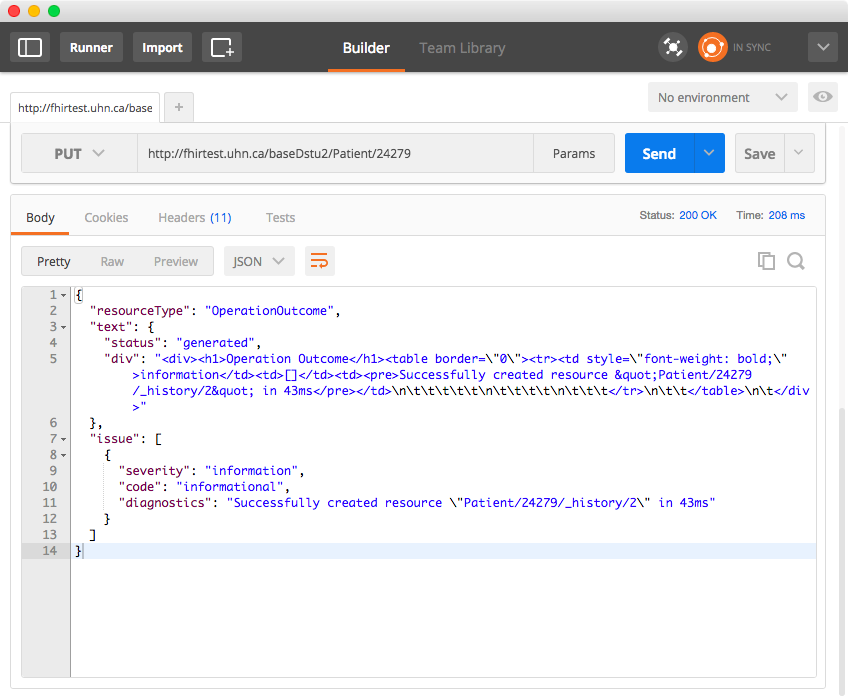 Runner Import Builder Team Library IN SYNC
http://fhirtest.uhn.ca/base + No environment
PUT http://fhirtest.uhn.ca/baseDstu2/Patient/24279 Params Send Save
Body Cookies Headers (11) Tests Status: 200 OK Time: 208 ms
Pretty Raw Preview JSON
1 {
2 "resourceType": "OperationOutcome",
3 "text": {
4 "status": "generated",
5 "div": "<div><h1>Operation Outcome</h1><table border=\"0\"><tr><td style=\"font-weight: bold;\"
>information</td><td>[]</td><td><pre>Successfully created resource &quot;Patient/24279
/_history/2&quot; in 43ms</pre></td>\n\t\t\t\t\t\n\t\t\t\t\n\t\t\t</tr>\n\t\t</table>\n\t</div
>"
6 },
7 "issue": [
8 {
9 "severity": "information",
10 "code": "informational",
11 "diagnostics": "Successfully created resource \"Patient/24279/_history/2\" in 43ms"
12 }
13 ]
14 }